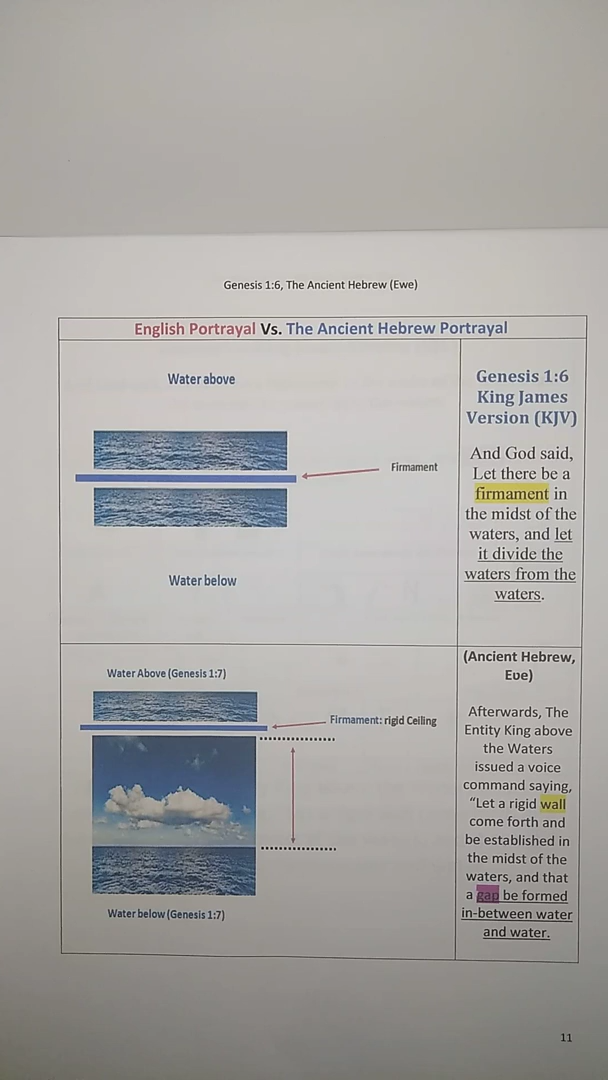 Genesis 1:6, The Ancient Hebrew (Ewe)
English Portrayal Vs. The Ancient Hebrew Portrayal
Water above
Firmament
Water below
Genesis 1:6
King James
Version (KJV)
And God said,
Let there be a
firmament in
the midst of the
waters, and let
it divide the
waters from the
waters.
Water Above (Genesis 1:7)
Firmament: rigid Ceiling
Water below (Genesis 1:7)
(Ancient Hebrew,
Eʋe)
Afterwards, The
Entity King above
the Waters
issued a voice
command saying,
“Let a rigid wall
come forth and
be established in
the midst of the
waters, and that
a gap be formed
in-between water
and water.
11